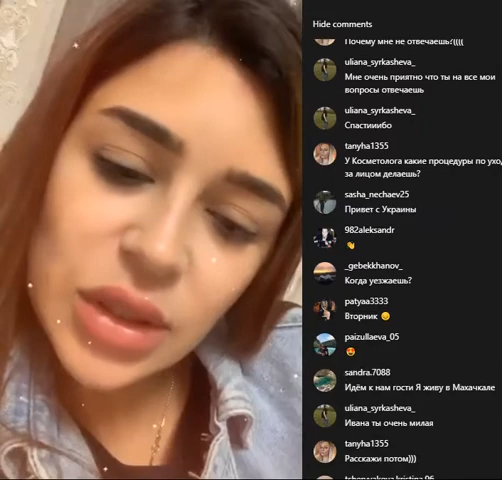 Hide comments
Почему мне не отвечаешь?((((
uliana_syrkasheva_
Мне очень приятно что ты на все мои
вопросы отвечаешь
uliana_syrkasheva_
Спастииибо
tanyha1355
У Косметолога какие процедуры по ухо
за лицом делаешь?
sasha_nechaev25
Привет с Украины
982aleksandr
👏
_gebekkhanov_
Когда уезжаешь?
patyaa3333
Вторник 😞
paizullaeva_05
😍
sandra.7088
Идём к нам гости Я живу в Махачкале
uliana_syrkasheva_
Ивана ты очень милая
tanyha1355
Расскажи потом)))